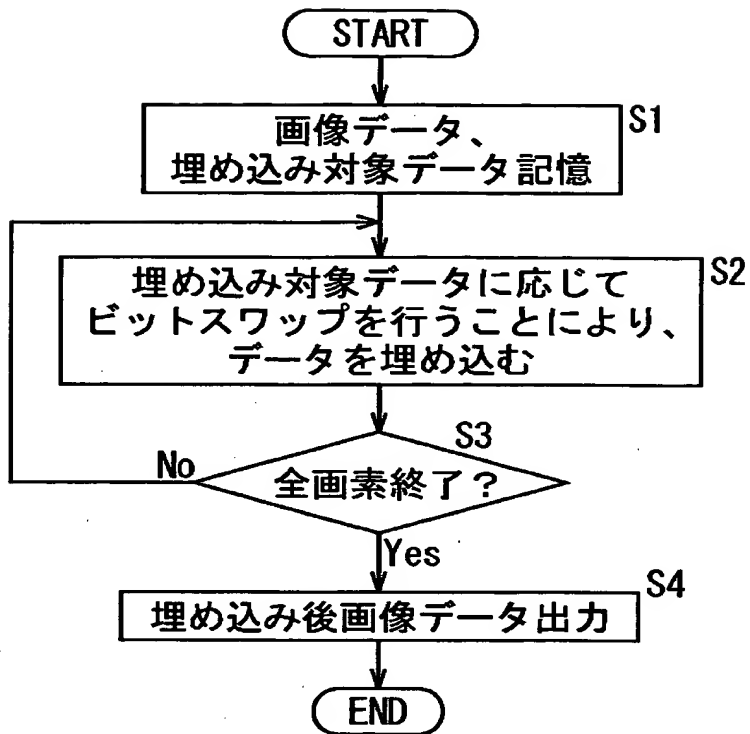 START
S1
画像データ、
埋め込み対象データ記憶
S2
埋め込み対象データに応じて
ビットスワップを行うことにより、
データを埋め込む
S3
No
全画素終了？
Yes
S4
埋め込み後画像データ出力
END